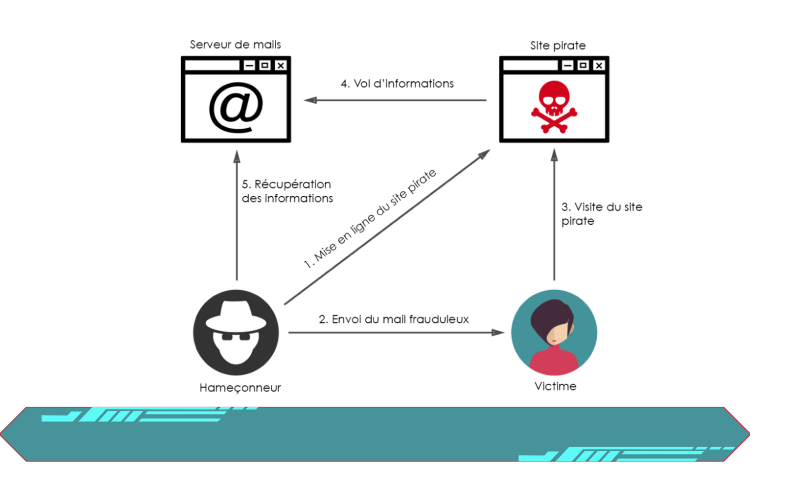 Serveur de mails
Site pirate
4. Vol d'informations
@
5. Récupération
des informations
1. Mise en ligne du site pirate
3. Visite du site
pirate
2. Envoi du mail frauduleux
Hameçonneur
Victime